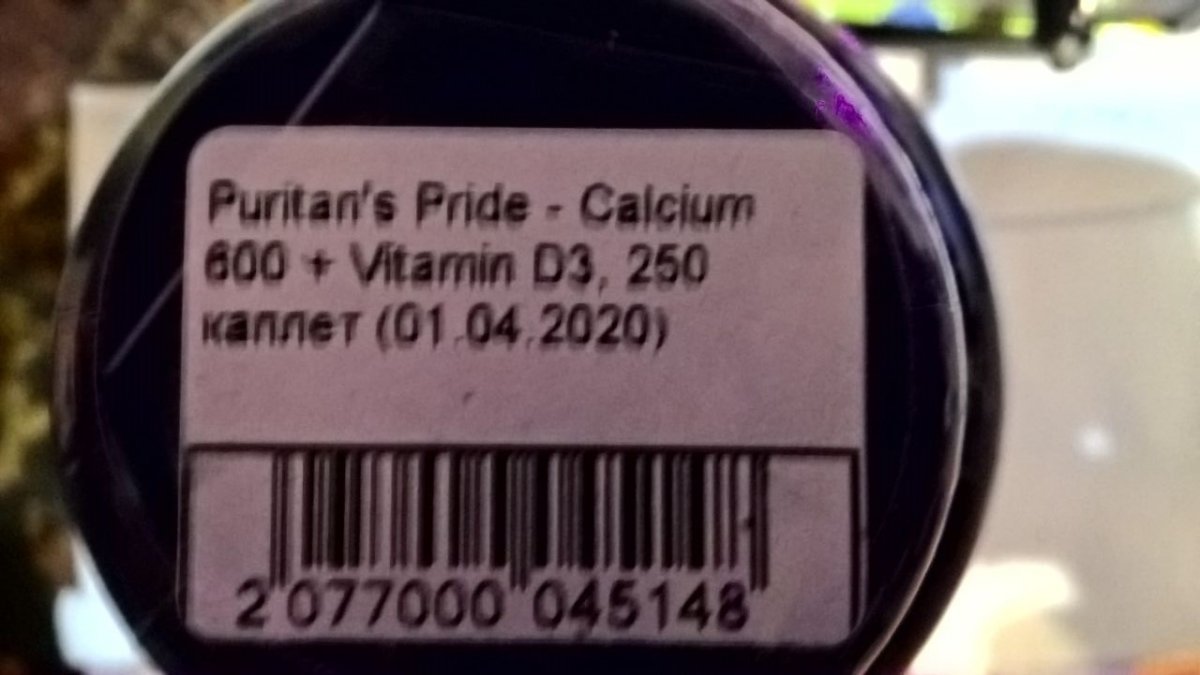 Puritan's Pride - Calcium
600 + Vitamin D3, 250
каплет (01.04.2020)
2 077000 045148